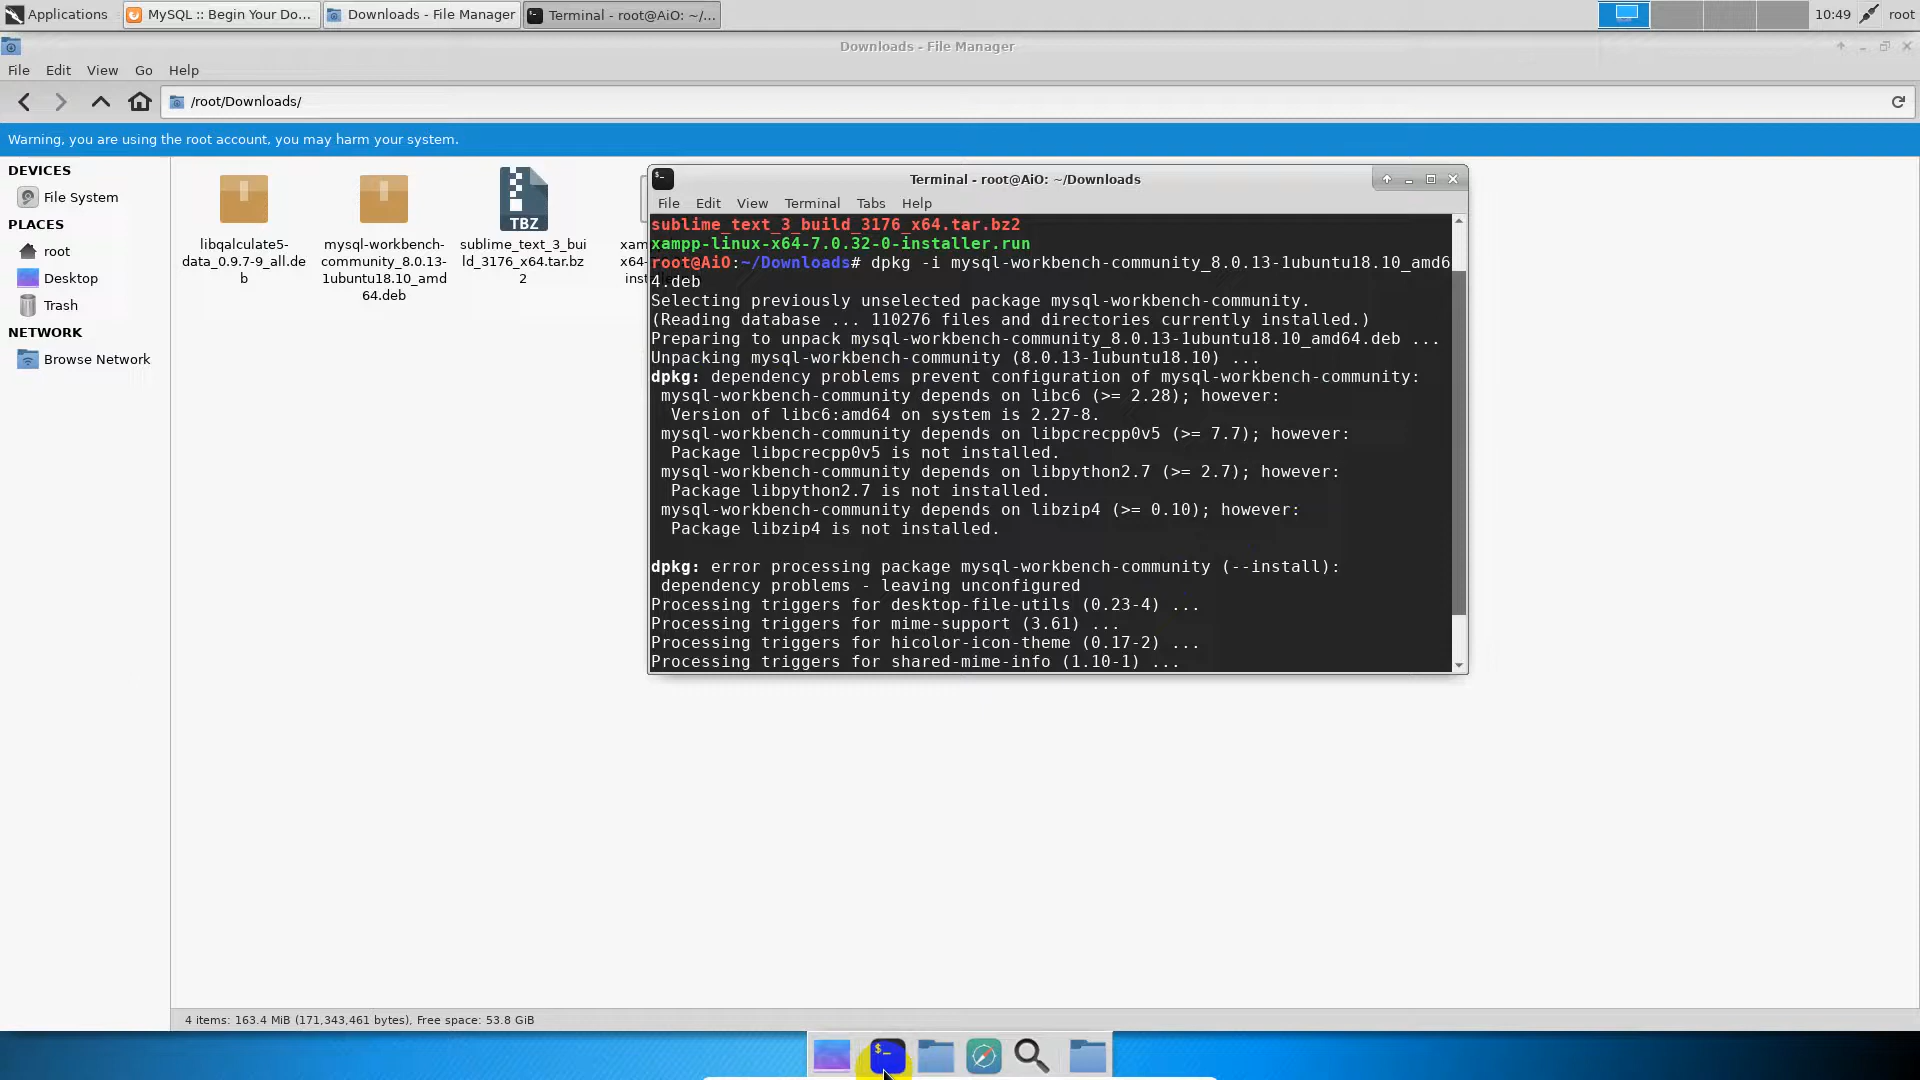 Applications
MySQL :: Begin Your Do...
Downloads - File Manager
Terminal - root@AiO: ~/...
10:49
root
Downloads - File Manager
File Edit View Go Help
/root/Downloads/
Warning, you are using the root account, you may harm your system.
DEVICES
File System
PLACES
root
Desktop
Trash
NETWORK
Browse Network
libqalculate5-
data_0.9.7-9_all.de
b
mysql-workbench-
community_8.0.13-
1ubuntu18.10_amd
64.deb
sublime_text_3_bui
ld_3176_x64.tar.bz
2
TBZ
xam
x64-
inst
Terminal - root@AiO: ~/Downloads
File Edit View Terminal Tabs Help
sublime_text_3_build_3176_x64.tar.bz2
xampp-linux-x64-7.0.32-0-installer.run
root@AiO:~/Downloads# dpkg -i mysql-workbench-community_8.0.13-1ubuntu18.10_amd6
4.deb
Selecting previously unselected package mysql-workbench-community.
(Reading database ... 110276 files and directories currently installed.)
Preparing to unpack mysql-workbench-community_8.0.13-1ubuntu18.10_amd64.deb ...
Unpacking mysql-workbench-community (8.0.13-1ubuntu18.10) ...
dpkg: dependency problems prevent configuration of mysql-workbench-community:
mysql-workbench-community depends on libc6 (>= 2.28); however:
Version of libc6:amd64 on system is 2.27-8.
mysql-workbench-community depends on libpcrecpp0v5 (>= 7.7); however:
Package libpcrecpp0v5 is not installed.
mysql-workbench-community depends on libpython2.7 (>= 2.7); however:
Package libpython2.7 is not installed.
mysql-workbench-community depends on libzip4 (>= 0.10); however:
Package libzip4 is not installed.
dpkg: error processing package mysql-workbench-community (--install):
dependency problems - leaving unconfigured
Processing triggers for desktop-file-utils (0.23-4) ...
Processing triggers for mime-support (3.61) ...
Processing triggers for hicolor-icon-theme (0.17-2) ...
Processing triggers for shared-mime-info (1.10-1) ...
4 items: 163.4 MiB (171,343,461 bytes), Free space: 53.8 GiB